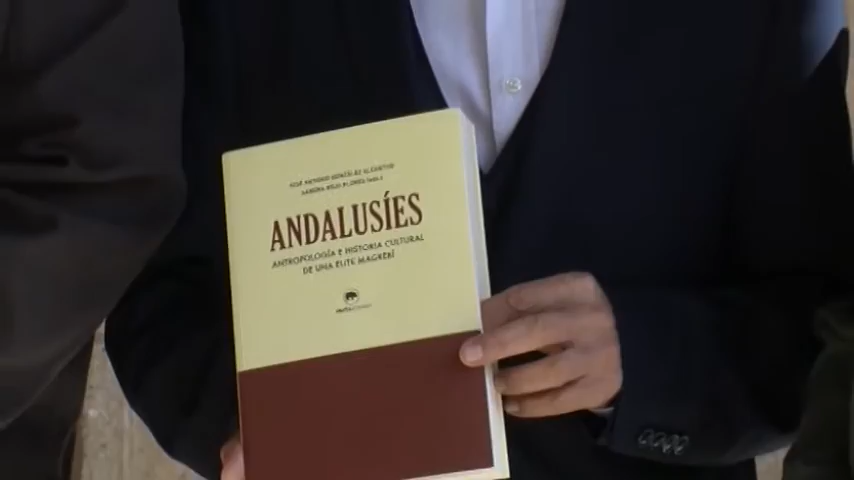 JOSÉ ANTONIO GONZÁLEZ ALCANTUD
SANDRA ROJO FLORES (eds.)
ANDALUSÍES
ANTROPOLOGÍA E HISTORIA CULTURAL
DE UNA ELITE MAGREBÍ